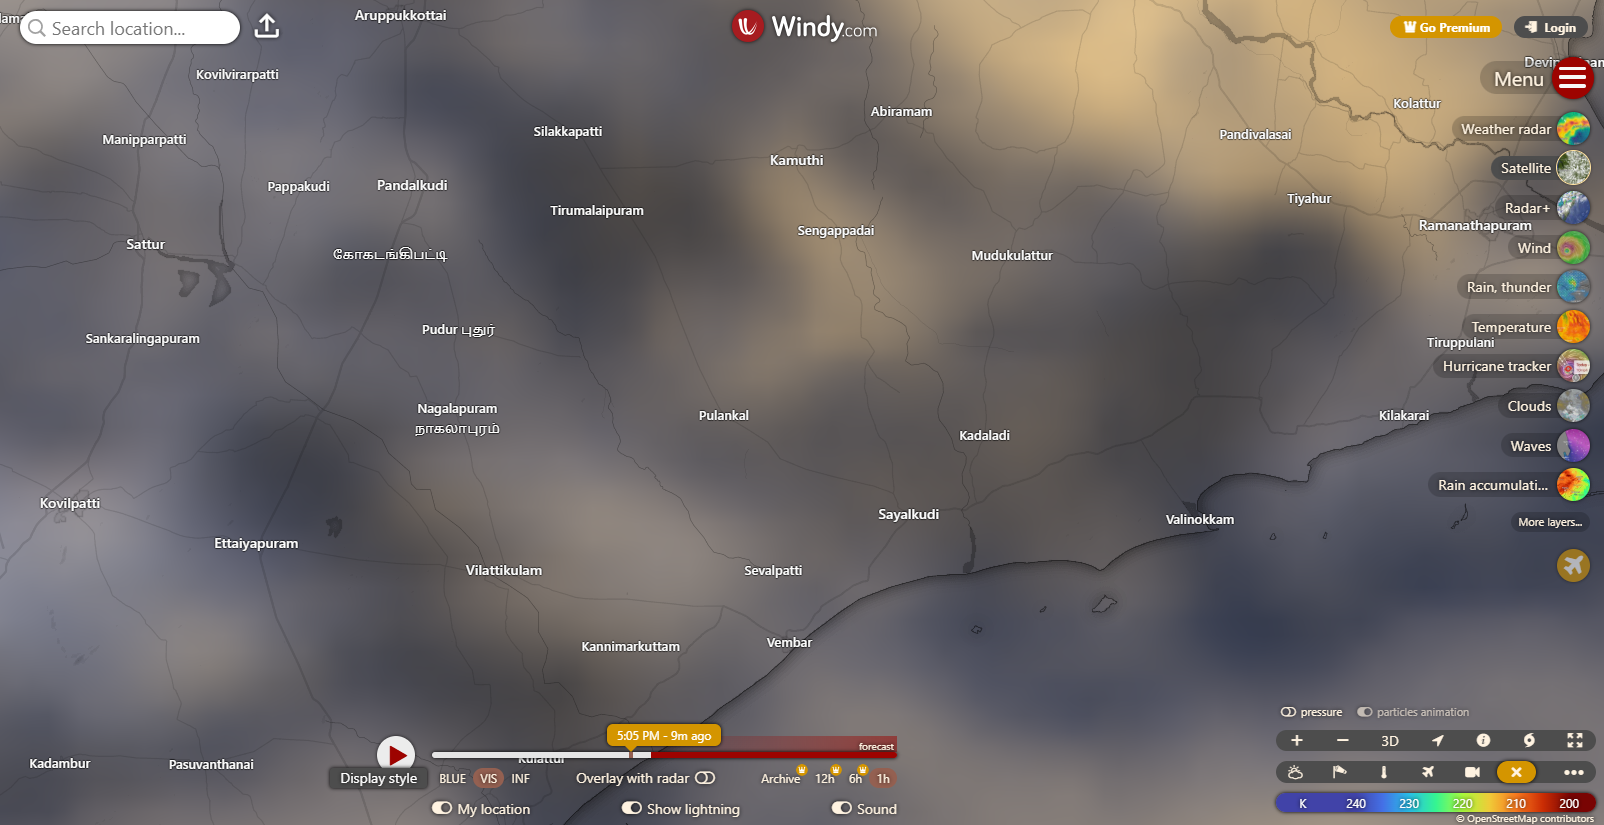 Search location...
Windy.com
Go Premium
Login
Menu
Weather radar
Satellite
Radar+
Wind
Rain, thunder
Temperature
Hurricane tracker
Clouds
Waves
Rain accumulati...
More layers...
Aruppukkottai
Kovilvirarpatti
Manipparpatti
Silakkapatti
Abiramam
Kolattur
Pandivalasai
Kamuthi
Pappakudi
Pandalkudi
Tirumalaipuram
Tiyahur
Ramanathapuram
Sengappadai
Sattur
கோகடங்கிபட்டி
Mudukulattur
Pudur புதுர்
Sankaralingapuram
Tiruppulani
Nagalapuram
நாகலாபுரம்
Pulankal
Kilakarai
Kadaladi
Kovilpatti
Sayalkudi
Valinokkam
Ettaiyapuram
Vilattikulam
Sevalpatti
Kannimarkuttam
Vembar
Kadambur
Pasuvanthanai
Kulattur
5:05 PM - 9m ago
forecast
Display style
BLUE VIS INF
Overlay with radar
Archive 12h 6h 1h
My location
Show lightning
Sound
pressure
particles animation
3D
K 240 230 220 210 200
© OpenStreetMap contributors